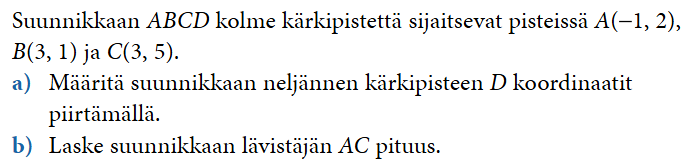 Suunnikkaan ABCD kolme kärkipistettä sijaitsevat pisteissä A(−1, 2),
B(3, 1) ja C(3, 5).
a) Määritä suunnikkaan neljännen kärkipisteen D koordinaatit
piirtämällä.
b) Laske suunnikkaan lävistäjän AC pituus.